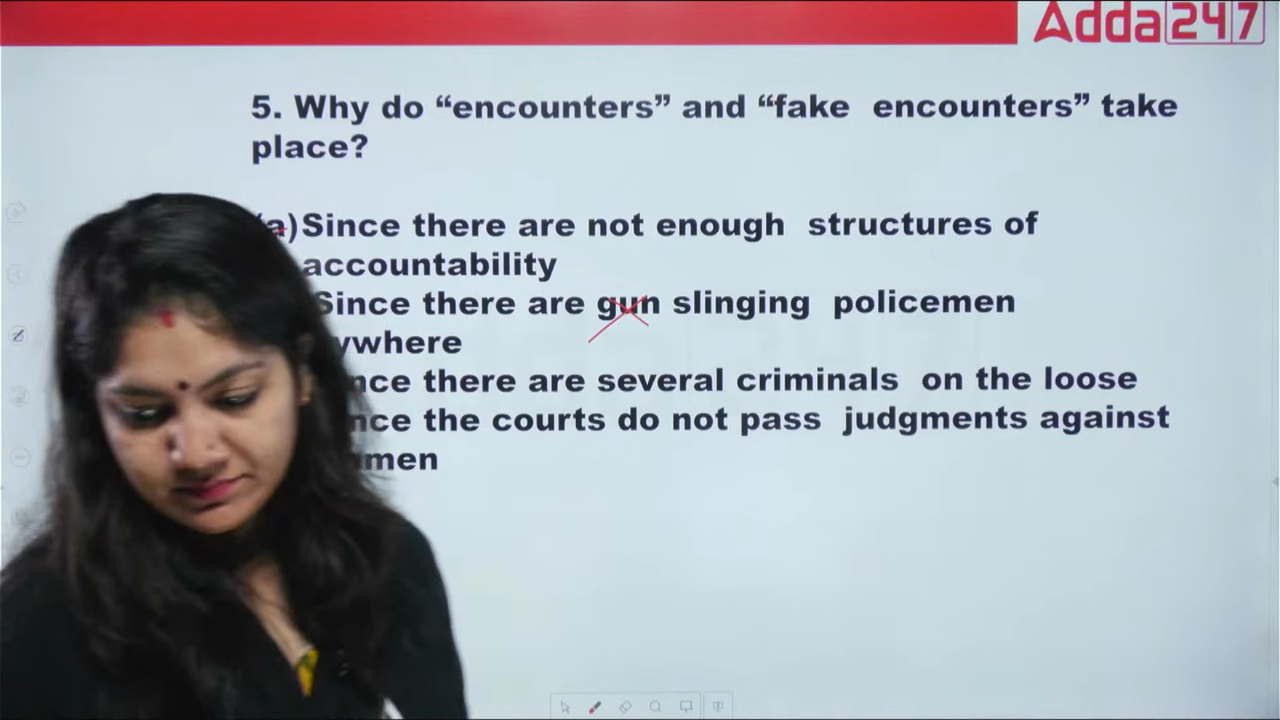 Adda247
5. Why do “encounters” and “fake encounters” take
place?
(a)Since there are not enough structures of
accountability
Since there are gun slinging policemen
ywhere
nce there are several criminals on the loose
nce the courts do not pass judgments against
men